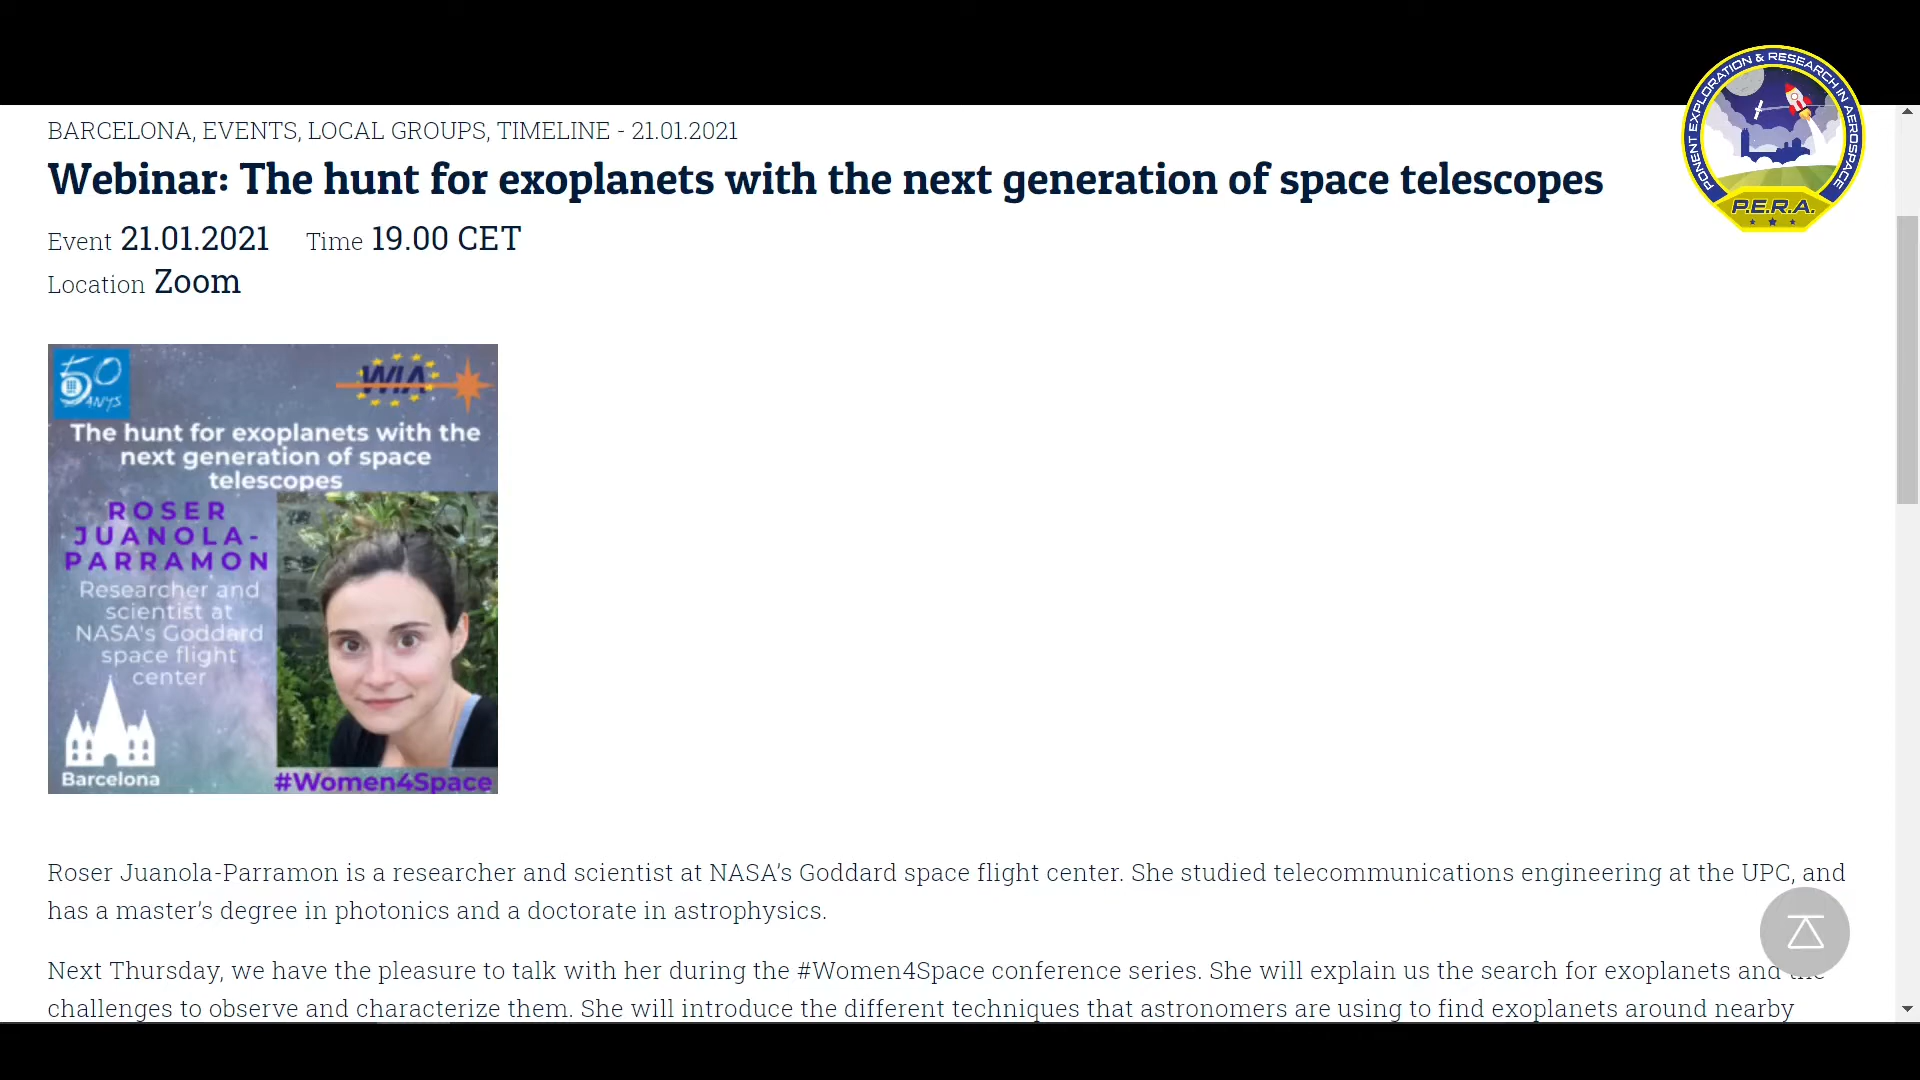 PONENT EXPLORATION & RESEARCH IN AEROSPACE
P.E.R.A.
BARCELONA, EVENTS, LOCAL GROUPS, TIMELINE - 21.01.2021
Webinar: The hunt for exoplanets with the next generation of space telescopes
Event 21.01.2021 Time 19.00 CET
Location Zoom
50
ANYS
WIA
The hunt for exoplanets with the
next generation of space
telescopes
ROSER
JUANOLA-
PARRAMON
Researcher and
scientist at
NASA's Goddard
space flight
center
Barcelona
#Women4Space
Roser Juanola-Parramon is a researcher and scientist at NASA’s Goddard space flight center. She studied telecommunications engineering at the UPC, and
has a master’s degree in photonics and a doctorate in astrophysics.
Next Thursday, we have the pleasure to talk with her during the #Women4Space conference series. She will explain us the search for exoplanets and the
challenges to observe and characterize them. She will introduce the different techniques that astronomers are using to find exoplanets around nearby